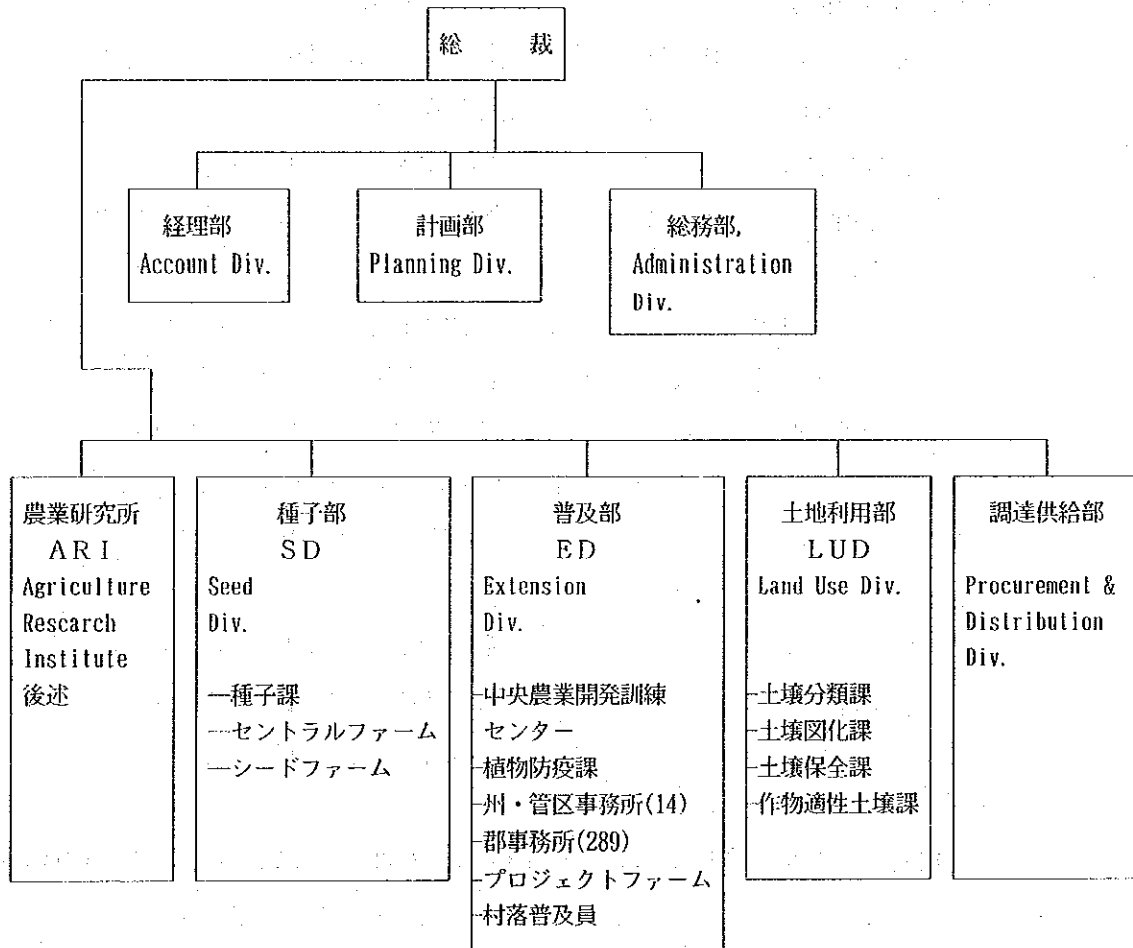 総　裁
経理部
Account Div.
計画部
Planning Div.
総務部,
Administration
Div.
農業研究所
ARI
Agriculture
Rescarch
Institute
後述
種子部
SD
Seed
Div.
種子課
セントラルファーム
シードファーム
普及部
ED
Extension
Div.
中央農業開発訓練
センター
植物防疫課
州・管区事務所(14)
郡事務所(289)
プロジェクトファーム
村落普及員
土地利用部
LUD
Land Use Div.
土壌分類課
土壌図化課
土壌保全課
作物適性土壌課
調達供給部
Procurement &
Distribution
Div.